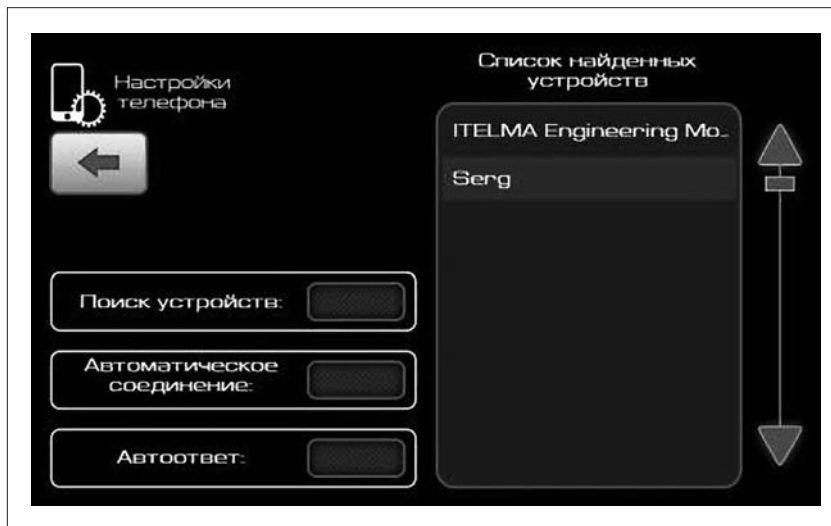 Настройки
телефона
Список найденных
устройств
ITELMA Engineering Mo...
Serg
Поиск устройств:
Автоматическое
соединение:
Автоответ: